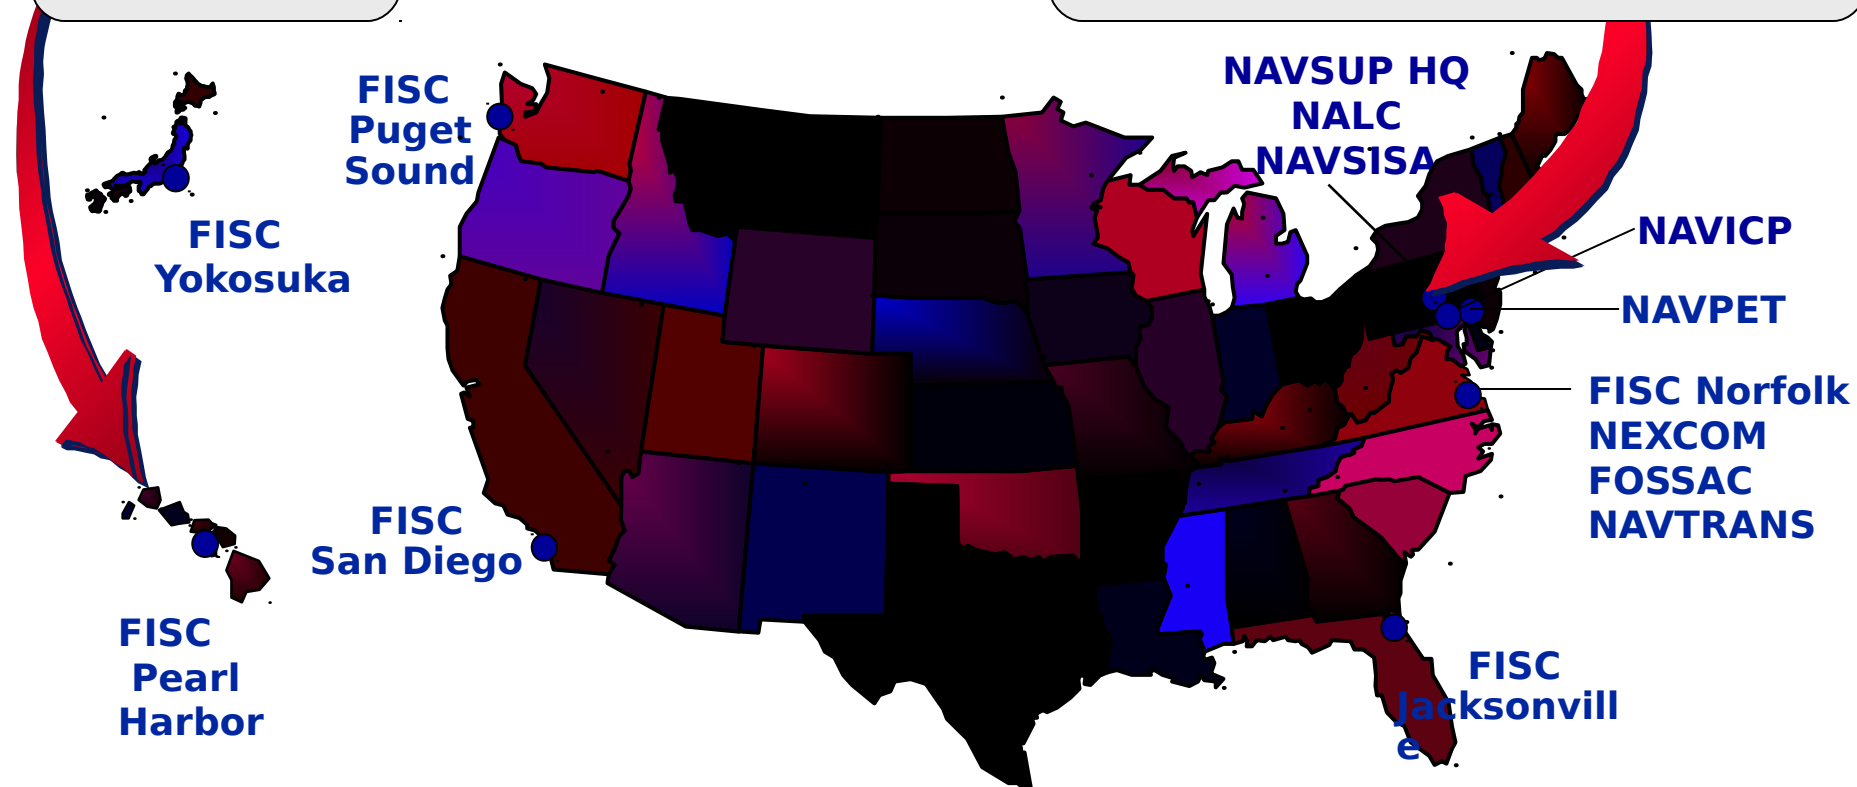 FISC
Puget
Sound
NAVSUP HQ
NALC
NAVSISA
FISC
Yokosuka
NAVICP
NAVPET
FISC Norfolk
NEXCOM
FOSSAC
NAVTRANS
FISC
San Diego
FISC
Pearl
Harbor
FISC
Jacksonvill
e